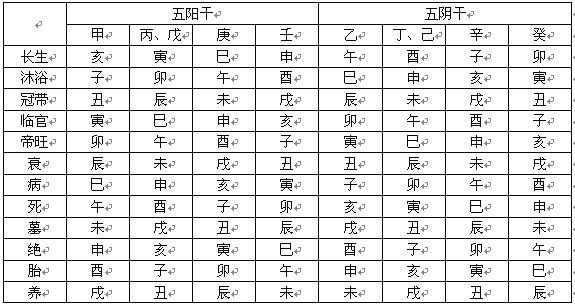 五阳干 五阴干
甲 丙、戊 庚 壬 乙 丁、己 辛 癸
长生 亥 寅 巳 申 午 酉 子 卯
沐浴 子 卯 午 酉 巳 申 亥 寅
冠带 丑 辰 未 戌 辰 未 戌 丑
临官 寅 巳 申 亥 卯 午 酉 子
帝旺 卯 午 酉 子 寅 巳 申 亥
衰 辰 未 戌 丑 丑 辰 未 戌
病 巳 申 亥 寅 子 卯 午 酉
死 午 酉 子 卯 亥 寅 巳 申
墓 未 戌 丑 辰 戌 丑 辰 未
绝 申 亥 寅 巳 酉 子 卯 午
胎 酉 子 卯 午 申 亥 寅 巳
养 戌 丑 辰 未 未 戌 丑 辰